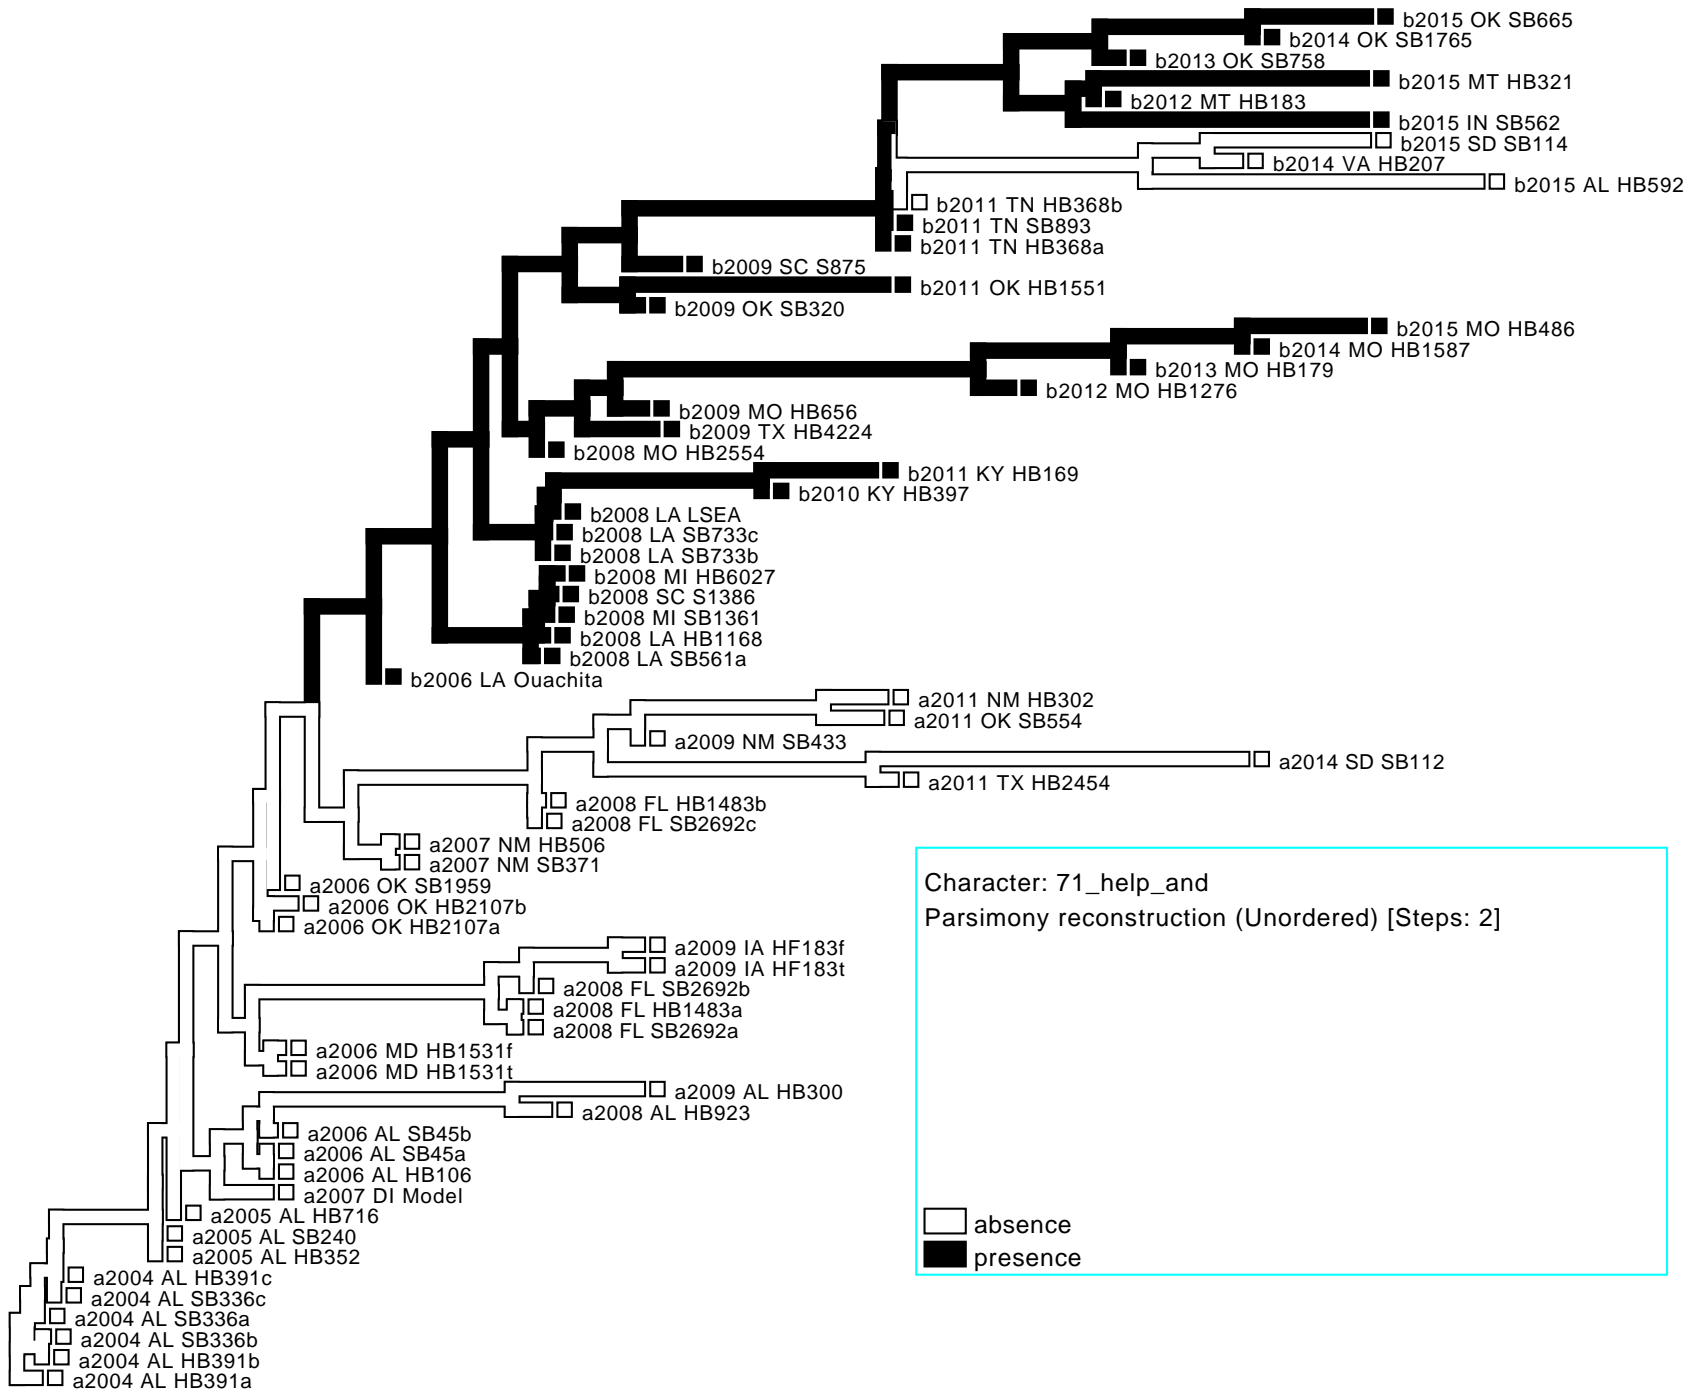 b2015 OK SB665
b2014 OK SB1765
b2013 OK SB758
b2015 MT HB321
b2012 MT HB183
b2015 IN SB562
b2015 SD SB114
b2014 VA HB207
b2015 AL HB592
b2011 TN HB368b
b2011 TN SB893
b2011 TN HB368a
b2009 SC S875
b2011 OK HB1551
b2009 OK SB320
b2015 MO HB486
b2014 MO HB1587
b2013 MO HB179
b2012 MO HB1276
b2009 MO HB656
b2009 TX HB4224
b2008 MO HB2554
b2011 KY HB169
b2010 KY HB397
b2008 LA LSEA
b2008 LA SB733c
b2008 LA SB733b
b2008 MI HB6027
b2008 SC S1386
b2008 MI SB1361
b2008 LA HB1168
b2008 LA SB561a
b2006 LA Ouachita
a2011 NM HB302
a2011 OK SB554
a2009 NM SB433
a2014 SD SB112
a2011 TX HB2454
a2008 FL HB1483b
a2008 FL SB2692c
a2007 NM HB506
a2007 NM SB371
a2006 OK SB1959
a2006 OK HB2107b
a2006 OK HB2107a
a2009 IA HF183f
a2009 IA HF183t
a2008 FL SB2692b
a2008 FL HB1483a
a2008 FL SB2692a
a2006 MD HB1531f
a2006 MD HB1531t
a2009 AL HB300
a2008 AL HB923
a2006 AL SB45b
a2006 AL SB45a
a2006 AL HB106
a2007 DI Model
a2005 AL HB716
a2005 AL SB240
a2005 AL HB352
a2004 AL HB391c
a2004 AL SB336c
a2004 AL SB336a
a2004 AL SB336b
a2004 AL HB391b
a2004 AL HB391a
Character: 71_help_and
Parsimony reconstruction (Unordered) [Steps: 2]
absence
presence